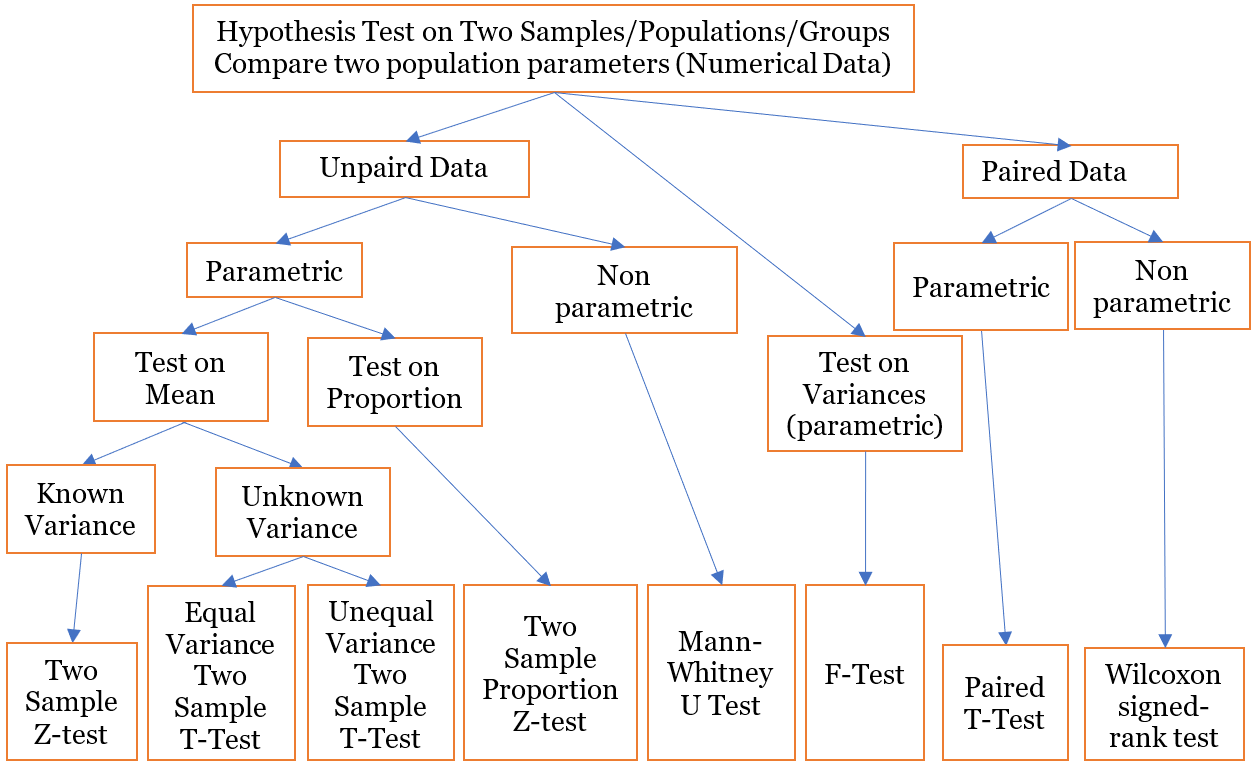 Hypothesis Test on Two Samples/Populations/Groups
Compare two population parameters (Numerical Data)
Unpaird Data
Paired Data
Parametric
Non
parametric
Parametric
Non
parametric
Test on
Mean
Test on
Proportion
Test on
Variances
(parametric)
Known
Variance
Unknown
Variance
Two
Sample
Z-test
Equal
Variance
Two
Sample
T-Test
Unequal
Variance
Two
Sample
T-Test
Two
Sample
Proportion
Z-test
Mann-
Whitney
U Test
F-Test
Paired
T-Test
Wilcoxon
signed-
rank test